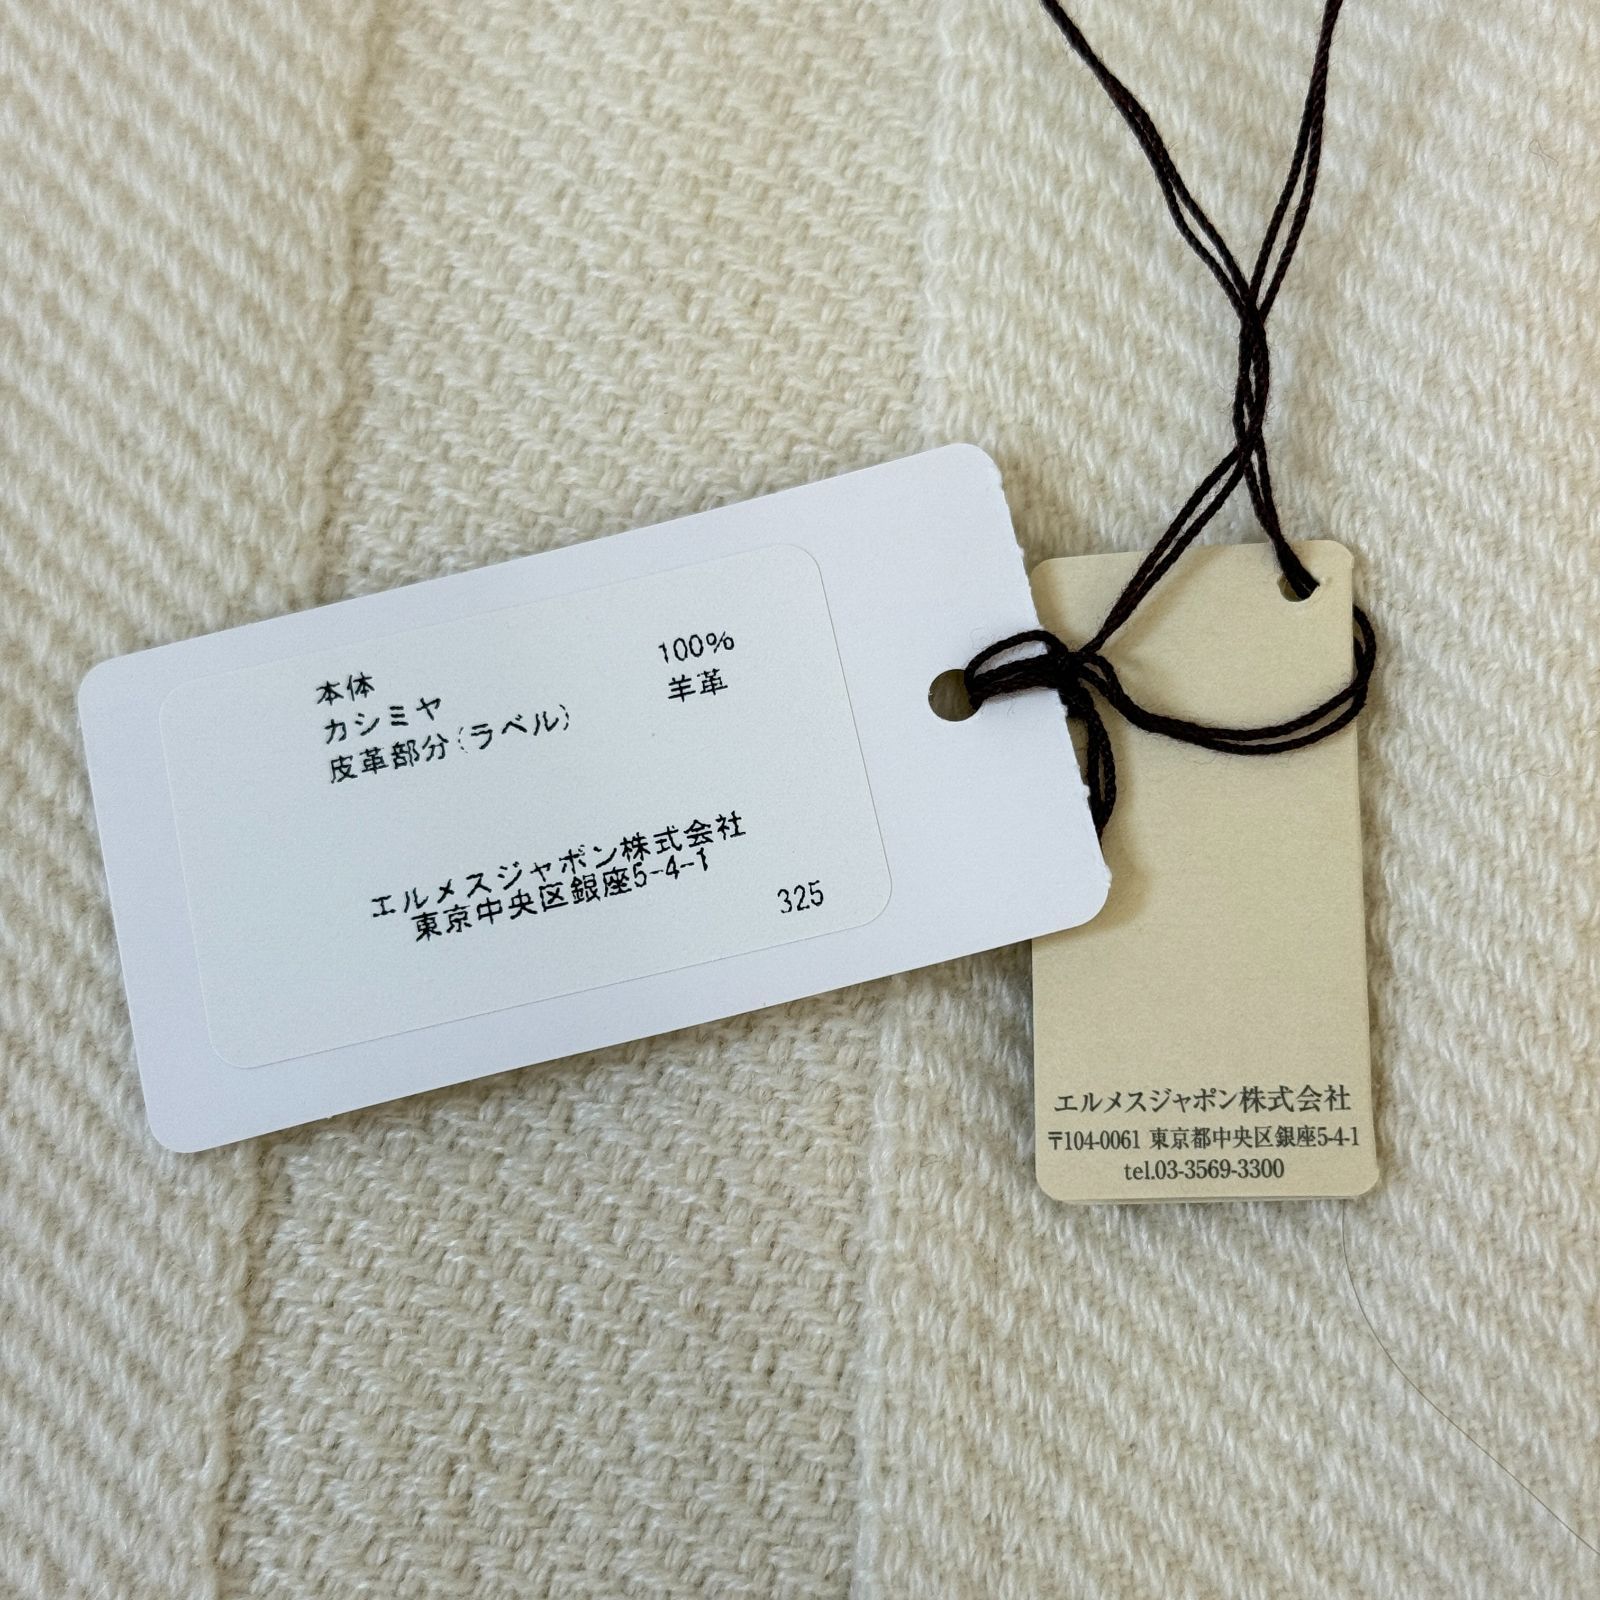 本体
カシミヤ 100%
皮革部分(ラベル) 羊革
エルメスジャポン株式会社
東京中央区銀座5-4-1
325
エルメスジャポン株式会社
〒104-0061 東京都中央区銀座5-4-1
tel.03-3569-3300